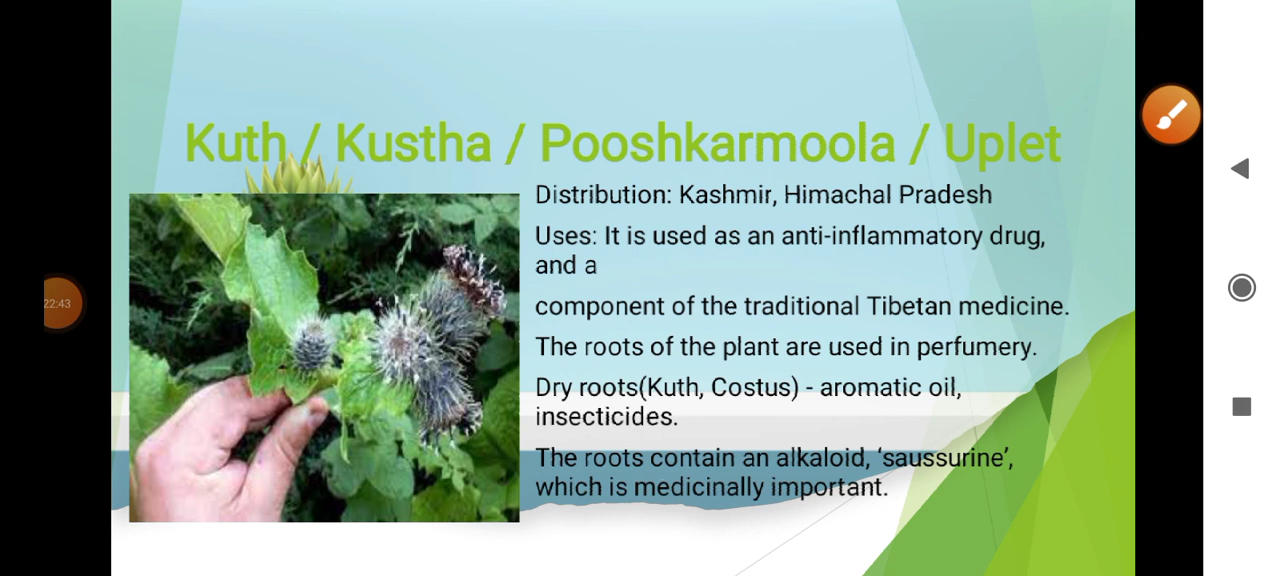 Kuth / Kustha / Pooshkarmoola / Uplet
Distribution: Kashmir, Himachal Pradesh
Uses: It is used as an anti-inflammatory drug,
and a
component of the traditional Tibetan medicine.
The roots of the plant are used in perfumery.
Dry roots(Kuth, Costus) - aromatic oil,
insecticides.
The roots contain an alkaloid, ‘saussurine’,
which is medicinally important.
22:43